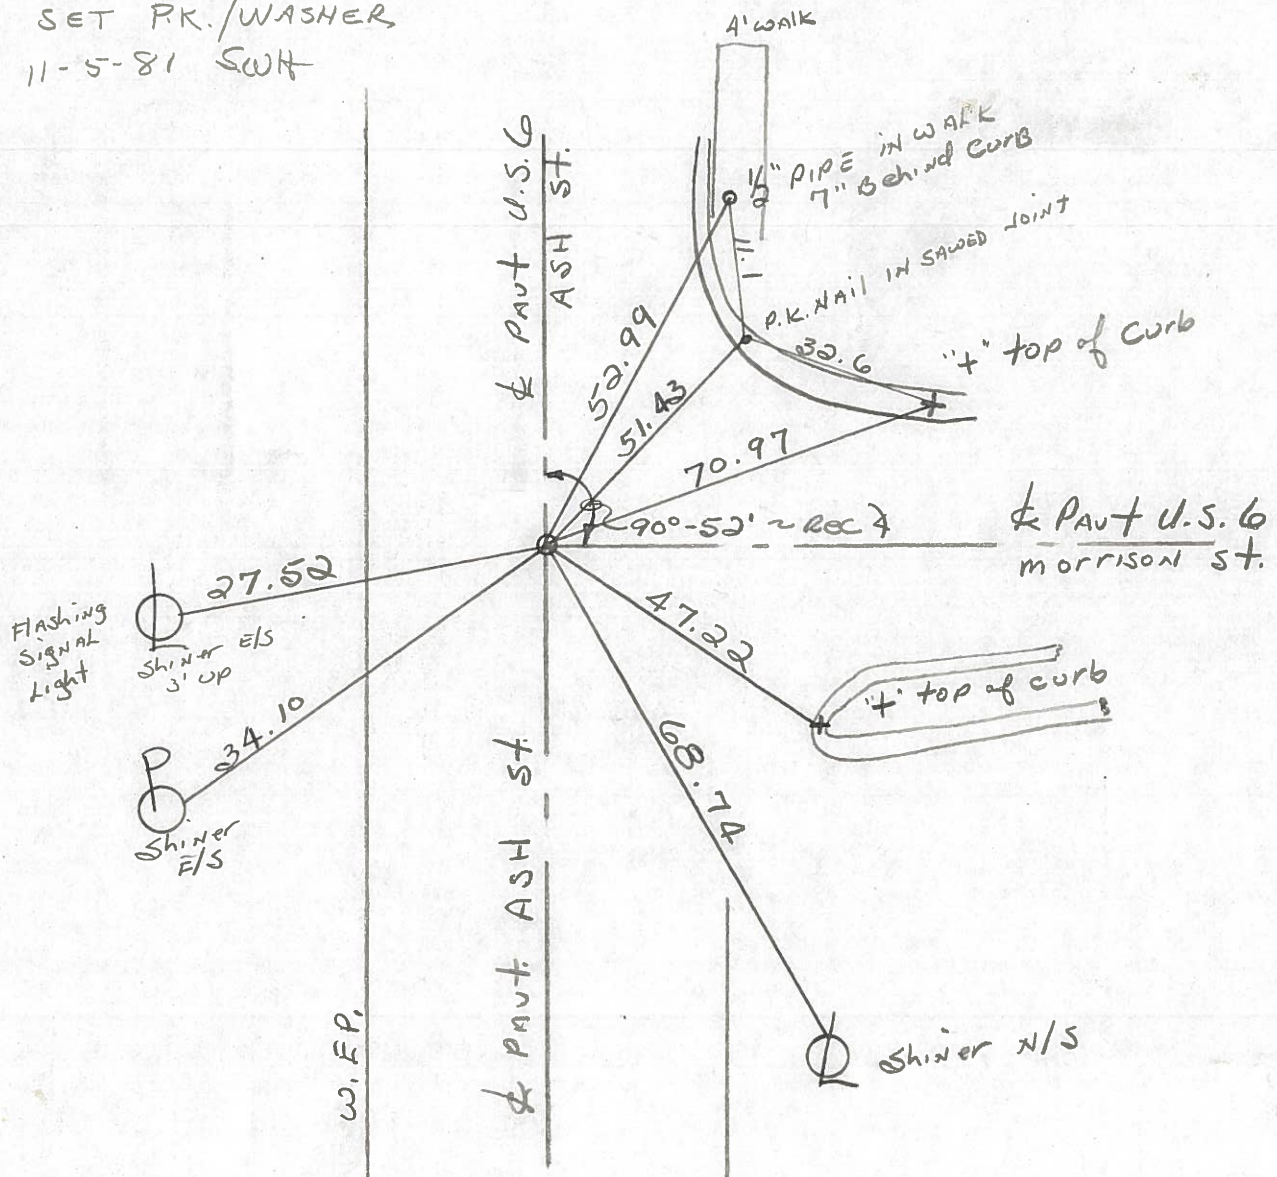 SET P.K./WASHER
11-5-81 SWH
4' WALK
½" PIPE IN WALK
7" Behind CURB
11.1
P.K. NAIL IN SAWED JOINT
32.6
"+" top of Curb
℄ PAVT U.S. 6
ASH ST.
52.99
51.43
70.97
90°-52' ~ REC ∡
℄ PAVT U.S. 6
MORRISON St.
27.52
Flashing
Signal
Light
Shiner E/S
3' UP
34.10
P
Shiner
E/S
47.22
"+" top of curb
68.74
Shiner N/S
℄ PAVT. ASH St.
W. E.P.